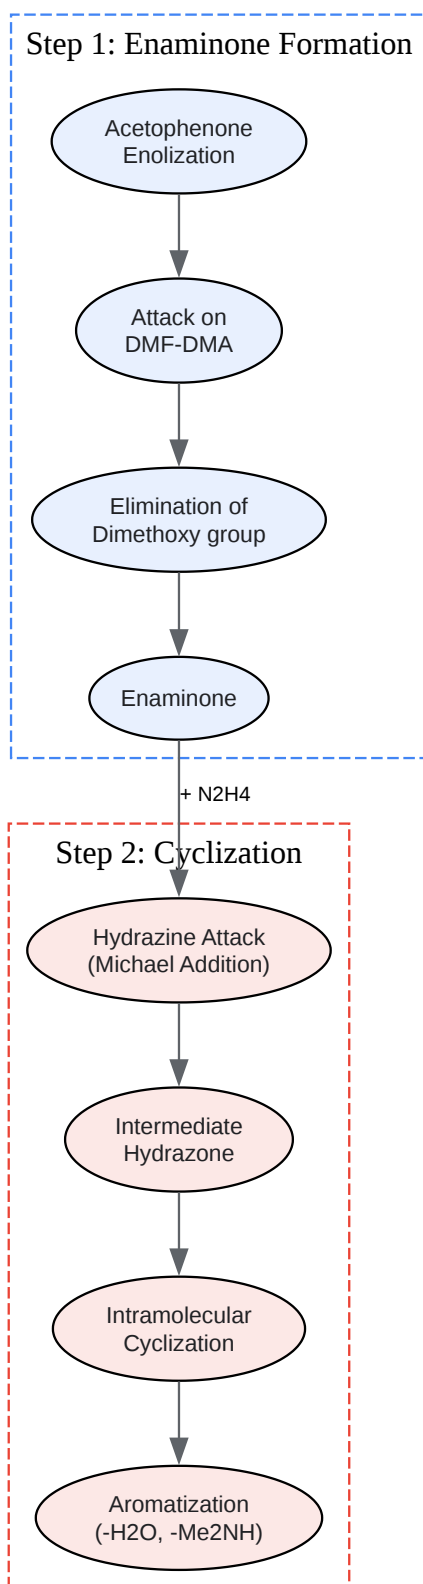 Step 1: Enaminone Formation
Acetophenone
Enolization
Attack on
DMF-DMA
Elimination of
Dimethoxy group
Enaminone
+ N2H4
Step 2: Cyclization
Hydrazine Attack
(Michael Addition)
Intermediate
Hydrazone
Intramolecular
Cyclization
Aromatization
(-H2O, -Me2NH)